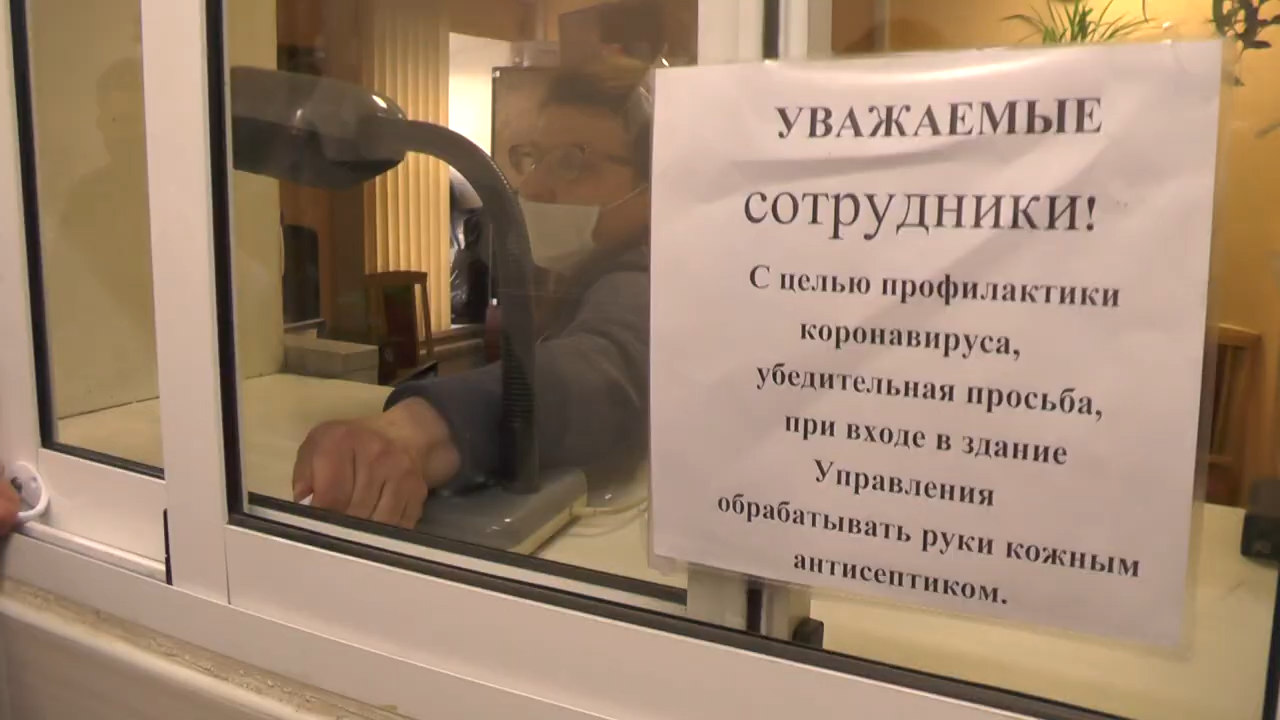 УВАЖАЕМЫЕ
сотрудники!
С целью профилактики
коронавируса,
убедительная просьба,
при входе в здание
Управления
обрабатывать руки кожным
антисептиком.